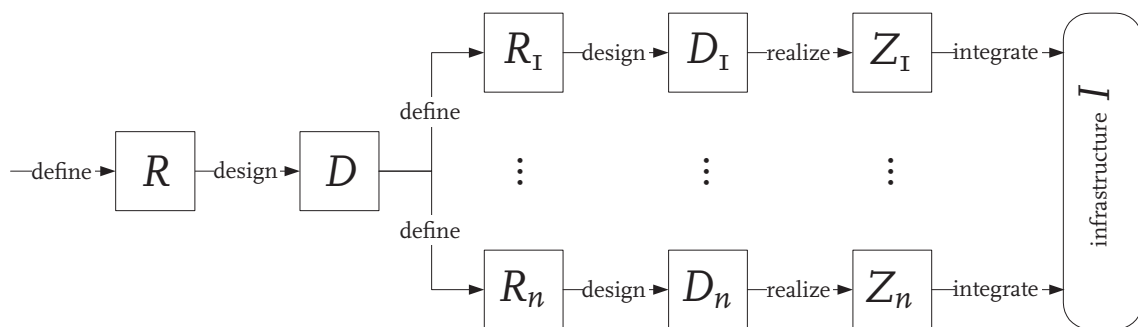 R₁ design D₁ realize Z₁ integrate
define
define R design D ⋮ ⋮ ⋮ infrastructure I
define
Rₙ design Dₙ realize Zₙ integrate